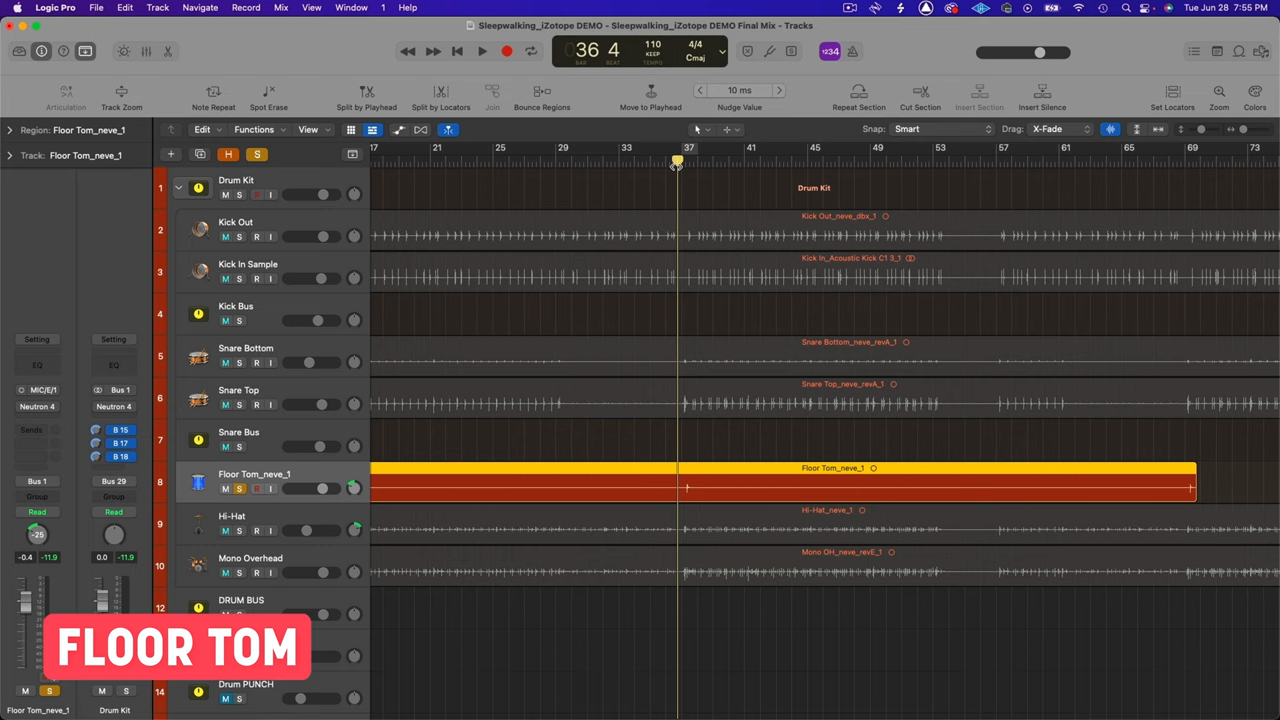 Logic Pro File Edit Track Navigate Record Mix View Window 1 Help Tue Jun 28 7:55 PM
Sleepwalking_iZotope DEMO - Sleepwalking_iZotope DEMO Final Mix - Tracks
36 4 110 4/4
BAR BEAT KEEP TEMPO Cmaj
1234
10 ms
Articulation Track Zoom Note Repeat Spot Erase Split by Playhead Split by Locators Join Bounce Regions Move to Playhead Nudge Value Repeat Section Cut Section Insert Section Insert Silence Set Locators Zoom Colors
Region: Floor Tom_neve_1 Edit Functions View Snap: Smart Drag: X-Fade
Track: Floor Tom_neve_1 H S 17 21 25 29 33 37 41 45 49 53 57 61 65 69 73
1 Drum Kit M S R I Drum Kit
2 Kick Out M S R I Kick Out_neve_dbx_1
3 Kick In Sample M S R I Kick In_Acoustic Kick C1 3_1
4 Kick Bus M S
5 Snare Bottom M S R I Snare Bottom_neve_revA_1
6 Snare Top M S R I Snare Top_neve_revA_1
7 Snare Bus M S
8 Floor Tom_neve_1 M S R I Floor Tom_neve_1
9 Hi-Hat M S R I Hi-Hat_neve_1
10 Mono Overhead M S R I Mono OH_neve_revE_1
12 DRUM BUS
14 Drum PUNCH M S
Setting Setting
EQ EQ
MIC/E/1 Bus 1
Neutron 4 Neutron 4
Sends B 15
B 17
B 18
Bus 1 Bus 29
Group Group
Read Read
-25
-0.4 -11.9 0.0 -11.9
FLOOR TOM
M S M S
Floor Tom_neve_1 Drum Kit